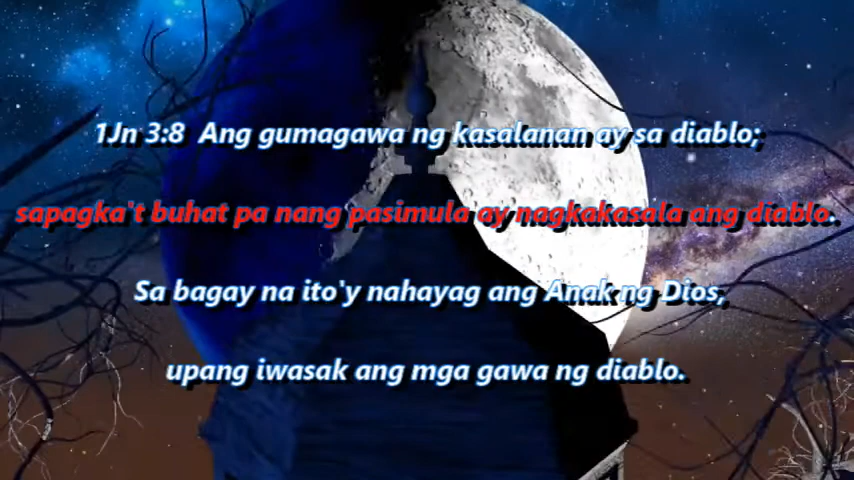 1Jn 3:8  Ang gumagawa ng kasalanan ay sa diablo;
sapagka't buhat pa nang pasimula ay nagkakasala ang diablo.
Sa bagay na ito'y nahayag ang Anak ng Dios,
upang iwasak ang mga gawa ng diablo.